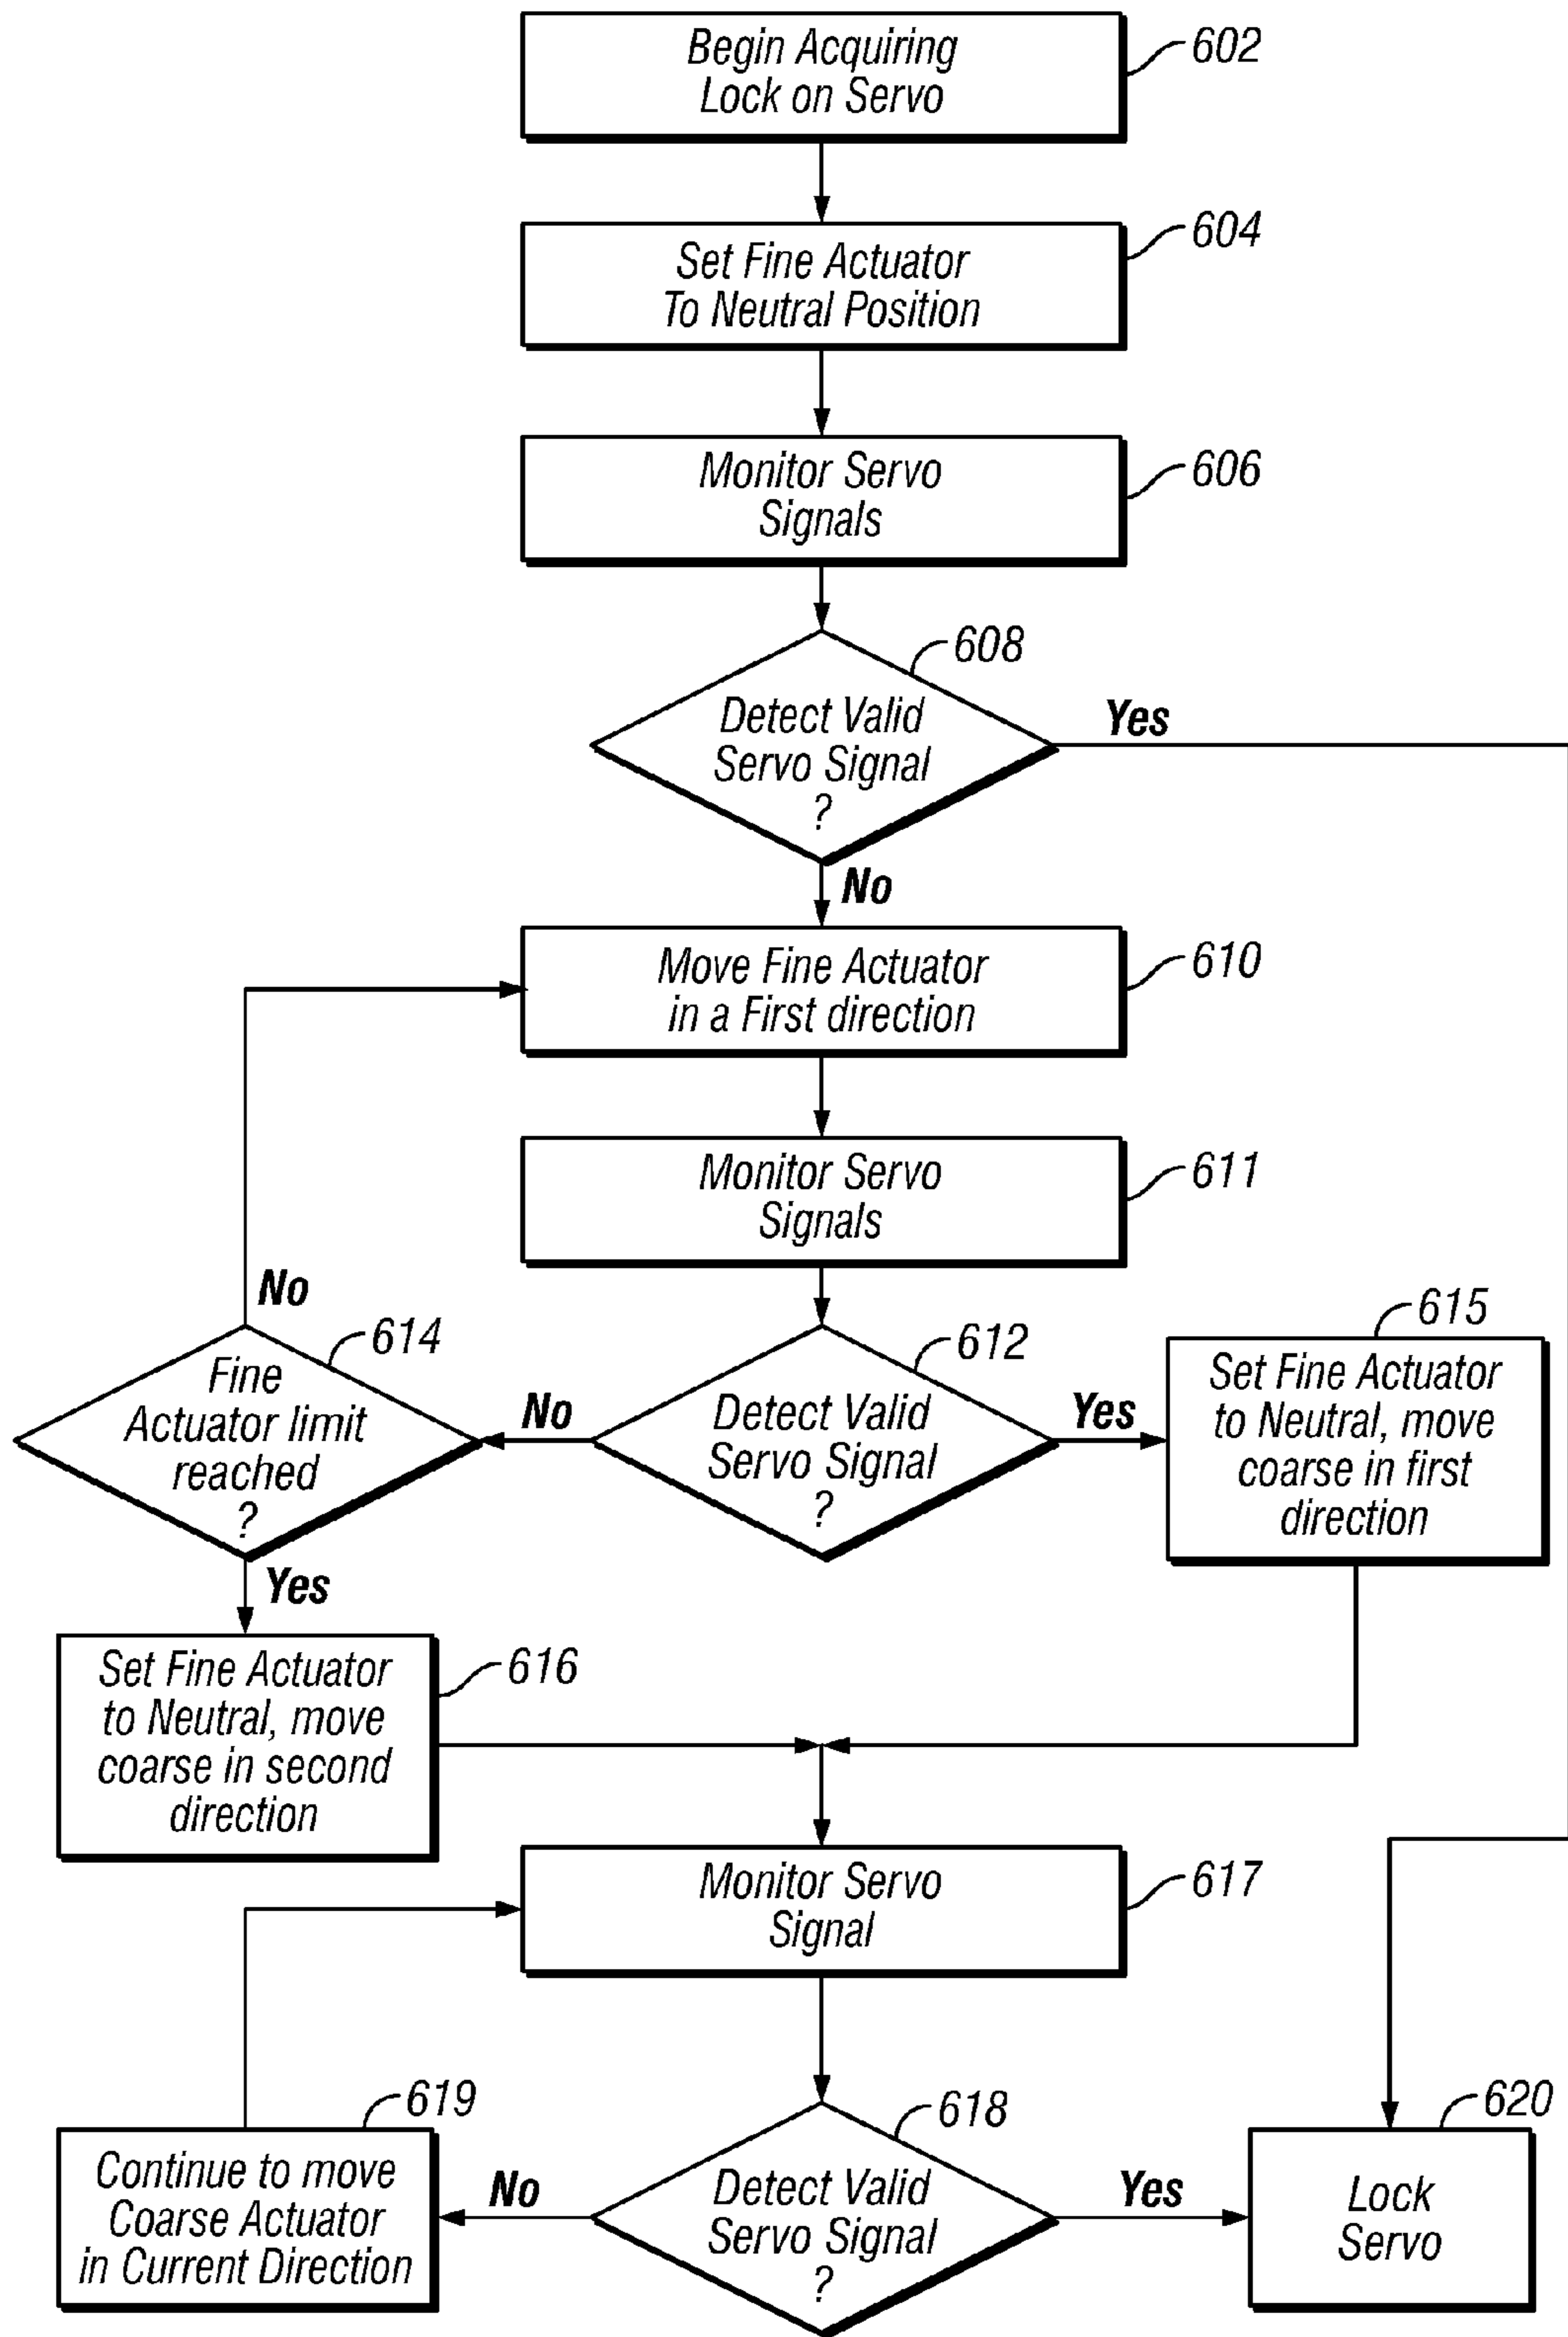 Begin Acquiring
Lock on Servo
602
Set Fine Actuator
To Neutral Position
604
Monitor Servo
Signals
606
608
Detect Valid
Servo Signal
?
Yes
No
Move Fine Actuator
in a First direction
610
Monitor Servo
Signals
611
No
614
Fine
Actuator limit
reached
?
No
612
Detect Valid
Servo Signal
?
Yes
615
Set Fine Actuator
to Neutral, move
coarse in first
direction
Yes
Set Fine Actuator
to Neutral, move
coarse in second
direction
616
Monitor Servo
Signal
617
619
Continue to move
Coarse Actuator
in Current Direction
No
618
Detect Valid
Servo Signal
?
Yes
620
Lock
Servo